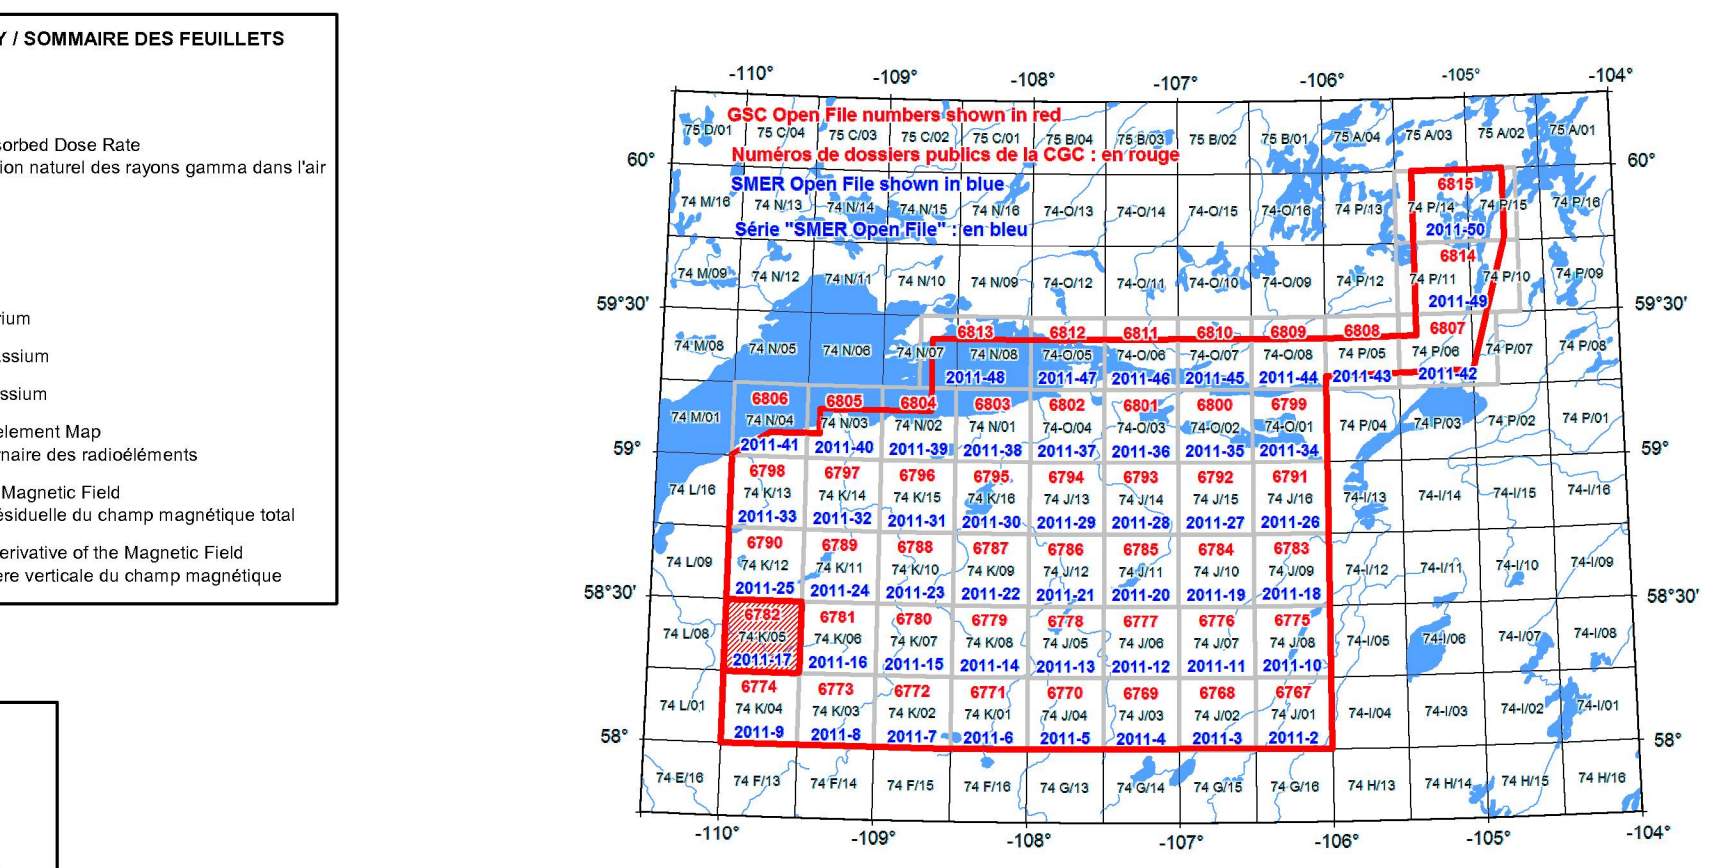 Y / SOMMAIRE DES FEUILLETS
sorbed Dose Rate
ion naturel des rayons gamma dans l'air
rium
assium
ssium
element Map
rnaire des radioéléments
Magnetic Field
ésiduelle du champ magnétique total
erivative of the Magnetic Field
ère verticale du champ magnétique
-110° -109° -108° -107° -106° -105° -104°
GSC Open File numbers shown in red
75 D/01 75 C/04 75 C/03 75 C/02 75 C/01 75 B/04 75 B/03 75 B/02 75 B/01 75 A/04 75 A/03 75 A/02 75 A/01
Numéros de dossiers publics de la CGC : en rouge
60° 60°
SMER Open File shown in blue
6815
74 M/16 74 N/13 74 N/14 74 N/15 74 N/16 74-O/13 74-O/14 74-O/15 74-O/16 74 P/13 74 P/14 74 P/15 74 P/16
Série "SMER Open File" : en bleu
2011-50
6814
74 M/09 74 N/12 74 N/11 74 N/10 74 N/09 74-O/12 74-O/11 74-O/10 74-O/09 74 P/12 74 P/11 74 P/10 74 P/09
2011-49
59°30' 59°30'
6813 6812 6811 6810 6809 6808 6807
74 M/08 74 N/05 74 N/06 74 N/07 74 N/08 74-O/05 74-O/06 74-O/07 74-O/08 74 P/05 74 P/06 74 P/07 74 P/08
2011-48 2011-47 2011-46 2011-45 2011-44 2011-43 2011-42
6806 6805 6804 6803 6802 6801 6800 6799
74 M/01 74 N/04 74 N/03 74 N/02 74 N/01 74-O/04 74-O/03 74-O/02 74-O/01 74 P/04 74 P/03 74 P/02 74 P/01
59° 2011-41 2011-40 2011-39 2011-38 2011-37 2011-36 2011-35 2011-34 59°
6798 6797 6796 6795 6794 6793 6792 6791
74 L/16 74 K/13 74 K/14 74 K/15 74 K/16 74 J/13 74 J/14 74 J/15 74 J/16 74-I/13 74-I/14 74-I/15 74-I/16
2011-33 2011-32 2011-31 2011-30 2011-29 2011-28 2011-27 2011-26
6790 6789 6788 6787 6786 6785 6784 6783
74 L/09 74 K/12 74 K/11 74 K/10 74 K/09 74 J/12 74 J/11 74 J/10 74 J/09 74-I/12 74-I/11 74-I/10 74-I/09
58°30' 2011-25 2011-24 2011-23 2011-22 2011-21 2011-20 2011-19 2011-18 58°30'
6782 6781 6780 6779 6778 6777 6776 6775
74 L/08 74 K/05 74 K/06 74 K/07 74 K/08 74 J/05 74 J/06 74 J/07 74 J/08 74-I/05 74-I/06 74-I/07 74-I/08
2011-17 2011-16 2011-15 2011-14 2011-13 2011-12 2011-11 2011-10
6774 6773 6772 6771 6770 6769 6768 6767
74 L/01 74 K/04 74 K/03 74 K/02 74 K/01 74 J/04 74 J/03 74 J/02 74 J/01 74-I/04 74-I/03 74-I/02 74-I/01
58° 2011-9 2011-8 2011-7 2011-6 2011-5 2011-4 2011-3 2011-2 58°
74 E/16 74 F/13 74 F/14 74 F/15 74 F/16 74 G/13 74 G/14 74 G/15 74 G/16 74 H/13 74 H/14 74 H/15 74 H/16
-110° -109° -108° -107° -106° -105° -104°